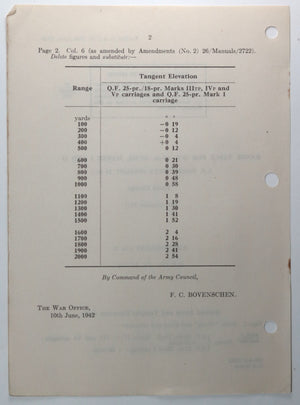 2
Page 2. Col. 6 (as amended by Amendments (No. 2) 26/Manuals/2722).
Delete figures and substitute:—
Range
Tangent Elevation
Q.F. 25-pr./18-pr. Marks IIITP, IVP and
VP carriages and Q.F. 25-pr. Mark 1
carriage
yards ° ′
100 −0 19
200 −0 12
300 −0 4
400 +0 4
500 0 12
600 0 21
700 0 30
800 0 39
900 0 48
1000 0 58
1100 1 8
1200 1 19
1300 1 30
1400 1 41
1500 1 52
1600 2 4
1700 2 16
1800 2 28
1900 2 41
2000 2 54
By Command of the Army Council,
F. C. BOVENSCHEN.
THE WAR OFFICE,
10th June, 1942